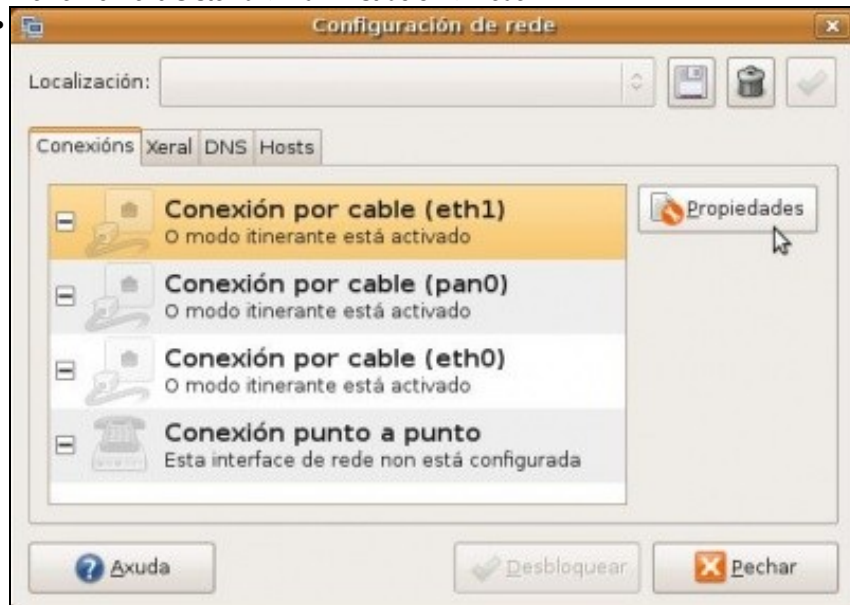 Configuración de rede
Localización:
Conexións Xeral DNS Hosts
Conexión por cable (eth1)
O modo itinerante está activado
Propiedades
Conexión por cable (pan0)
O modo itinerante está activado
Conexión por cable (eth0)
O modo itinerante está activado
Conexión punto a punto
Esta interface de rede non está configurada
Axuda
Desbloquear
Pechar